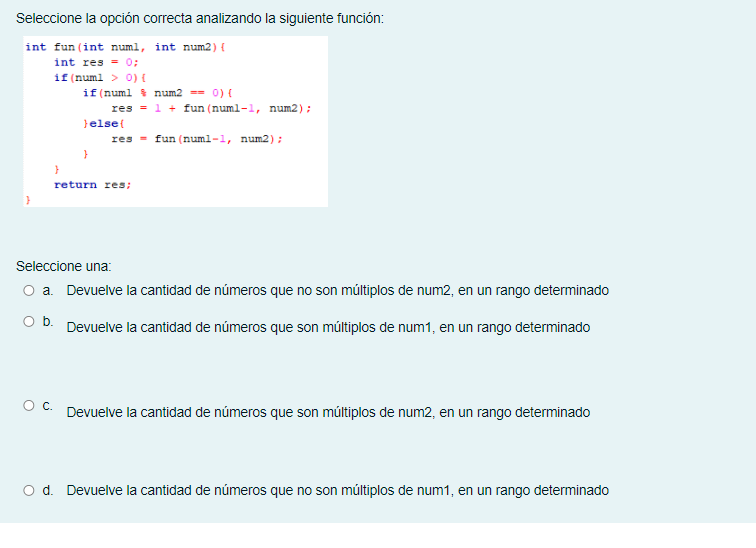 Seleccione la opción correcta analizando la siguiente función:
int fun(int num1, int num2){
    int res = 0;
    if(num1 > 0){
        if(num1 % num2 == 0){
            res = 1 + fun(num1-1, num2);
        }else{
            res = fun(num1-1, num2);
        }
    }
    return res;
}
Seleccione una:
a. Devuelve la cantidad de números que no son múltiplos de num2, en un rango determinado
b. Devuelve la cantidad de números que son múltiplos de num1, en un rango determinado
c. Devuelve la cantidad de números que son múltiplos de num2, en un rango determinado
d. Devuelve la cantidad de números que no son múltiplos de num1, en un rango determinado